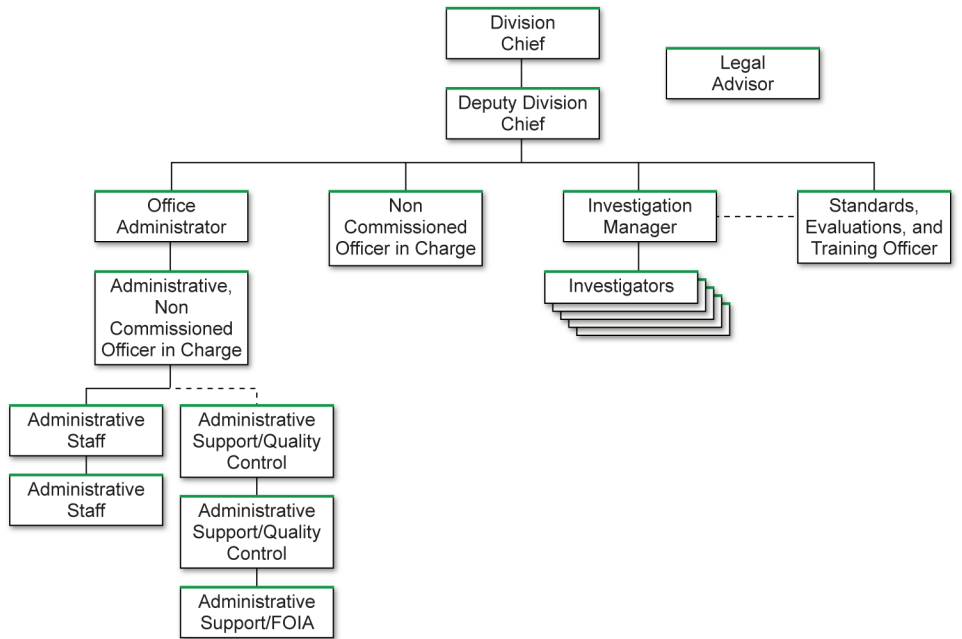 Division
Chief
Legal
Advisor
Deputy Division
Chief
Office
Administrator
Non
Commissioned
Officer in Charge
Investigation
Manager
Standards,
Evaluations, and
Training Officer
Administrative,
Non
Commissioned
Officer in Charge
Investigators
Administrative
Staff
Administrative
Support/Quality
Control
Administrative
Staff
Administrative
Support/Quality
Control
Administrative
Support/FOIA